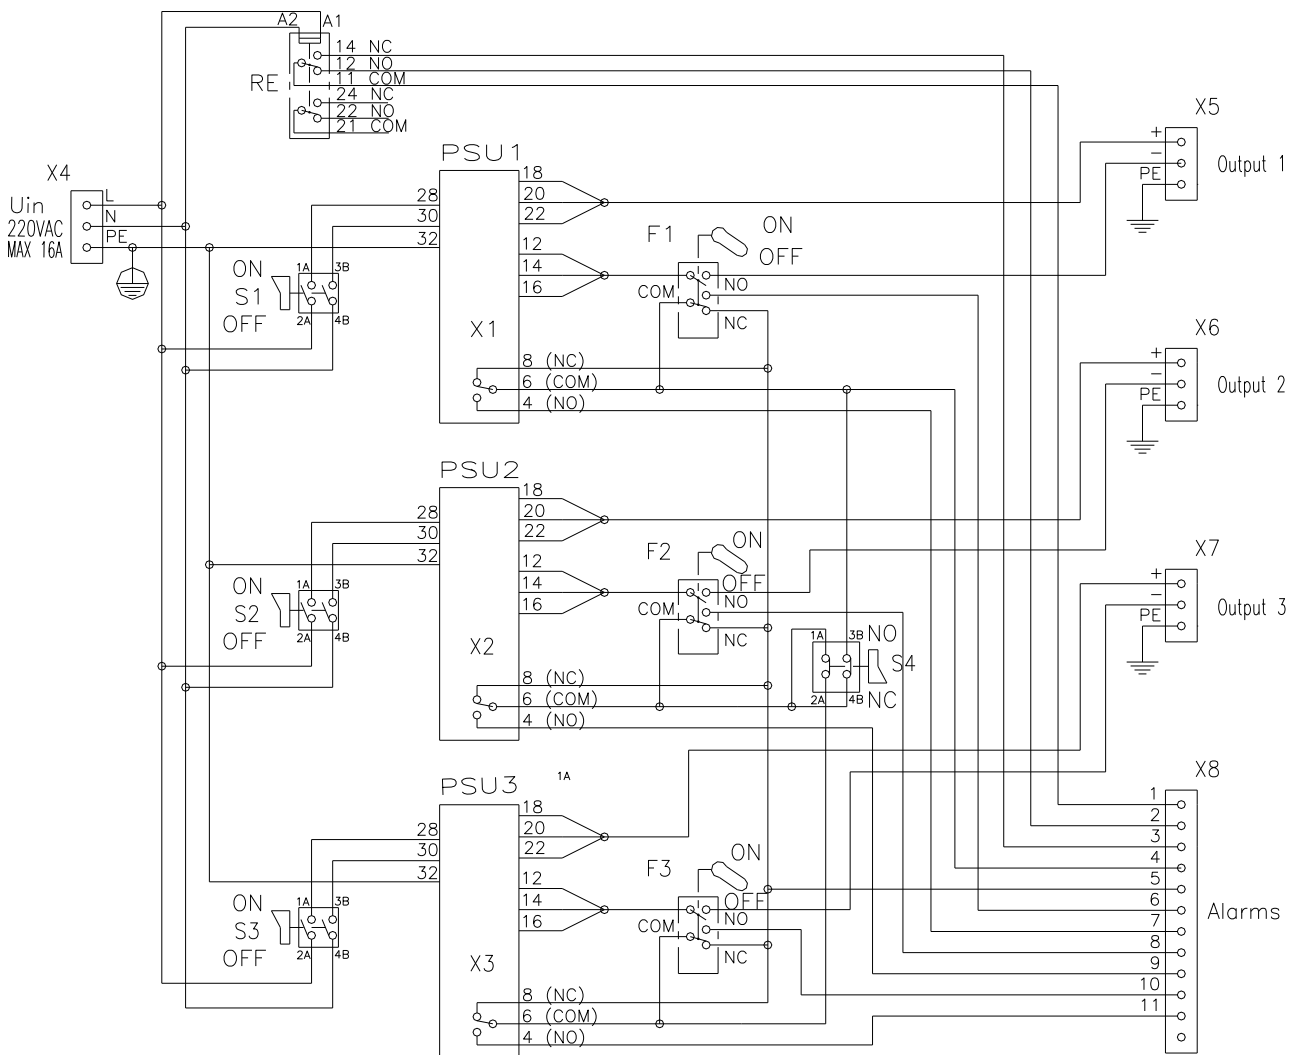 A2 A1
14 NC
12 NO
11 COM
24 NC
22 NO
21 COM
RE
X4
Uin
220VAC
MAX 16A
L
N
PE
PSU1
28
30
32
18
20
22
12
14
16
X1
8 (NC)
6 (COM)
4 (NO)
ON
S1
OFF
1A 3B
2A 4B
F1
ON
OFF
COM
NO
NC
X5
+
−
PE
Output 1
X6
+
−
PE
Output 2
PSU2
28
30
32
18
20
22
12
14
16
X2
8 (NC)
6 (COM)
4 (NO)
ON
S2
OFF
1A 3B
2A 4B
F2
ON
OFF
COM
NO
NC
1A 3B NO
S4
2A 4B NC
X7
+
−
PE
Output 3
PSU3
1A
28
30
32
18
20
22
12
14
16
X3
8 (NC)
6 (COM)
4 (NO)
ON
S3
OFF
1A 3B
2A 4B
F3
ON
OFF
COM
NO
NC
X8
1
2
3
4
5
6
7
8
9
10
11
Alarms